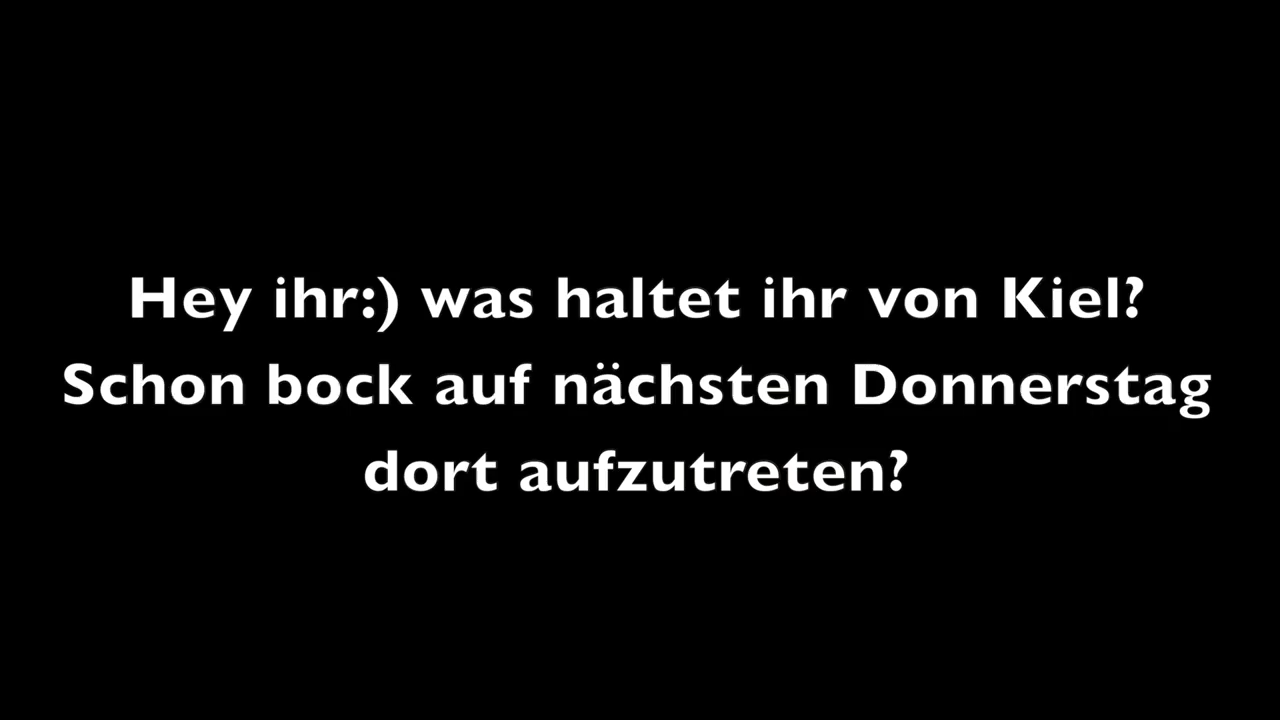 Hey ihr:) was haltet ihr von Kiel?
Schon bock auf nächsten Donnerstag
dort aufzutreten?